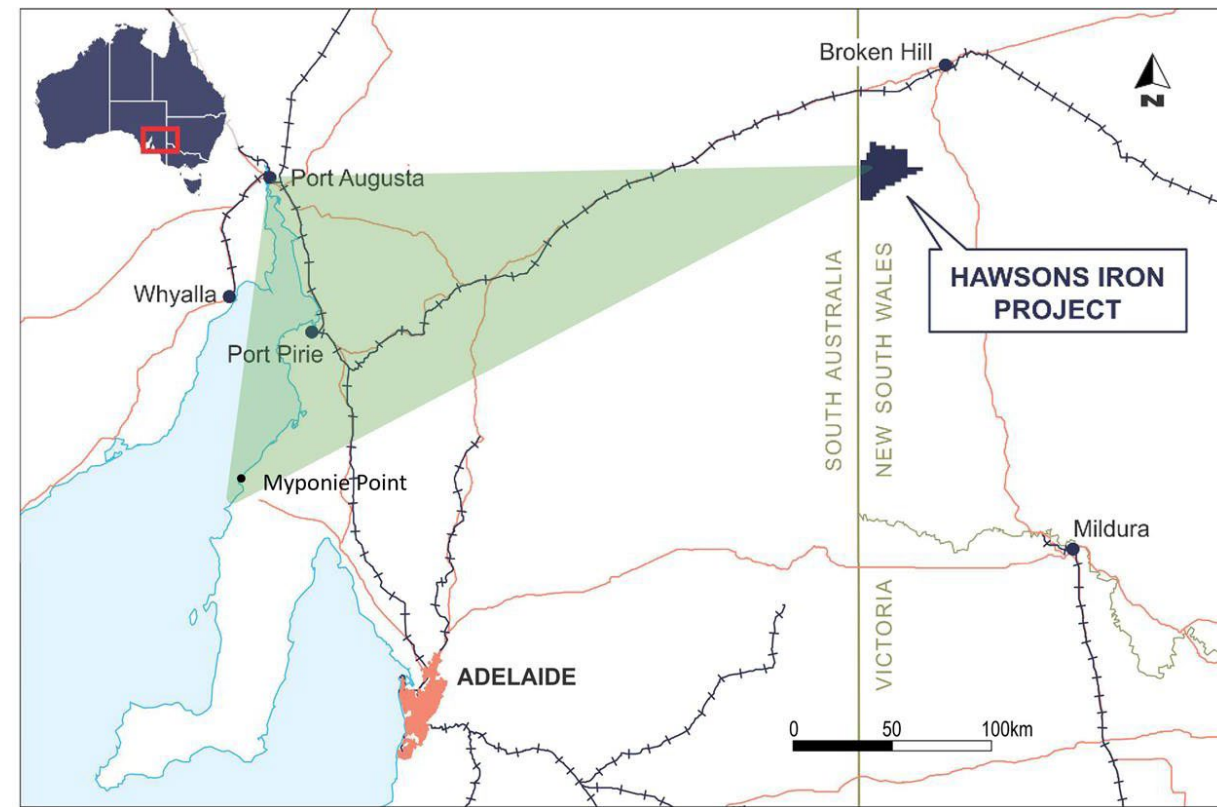 Broken Hill
N
Port Augusta
Whyalla
Port Pirie
Myponie Point
HAWSONS IRON
PROJECT
SOUTH AUSTRALIA
NEW SOUTH WALES
Mildura
VICTORIA
ADELAIDE
0 50 100km